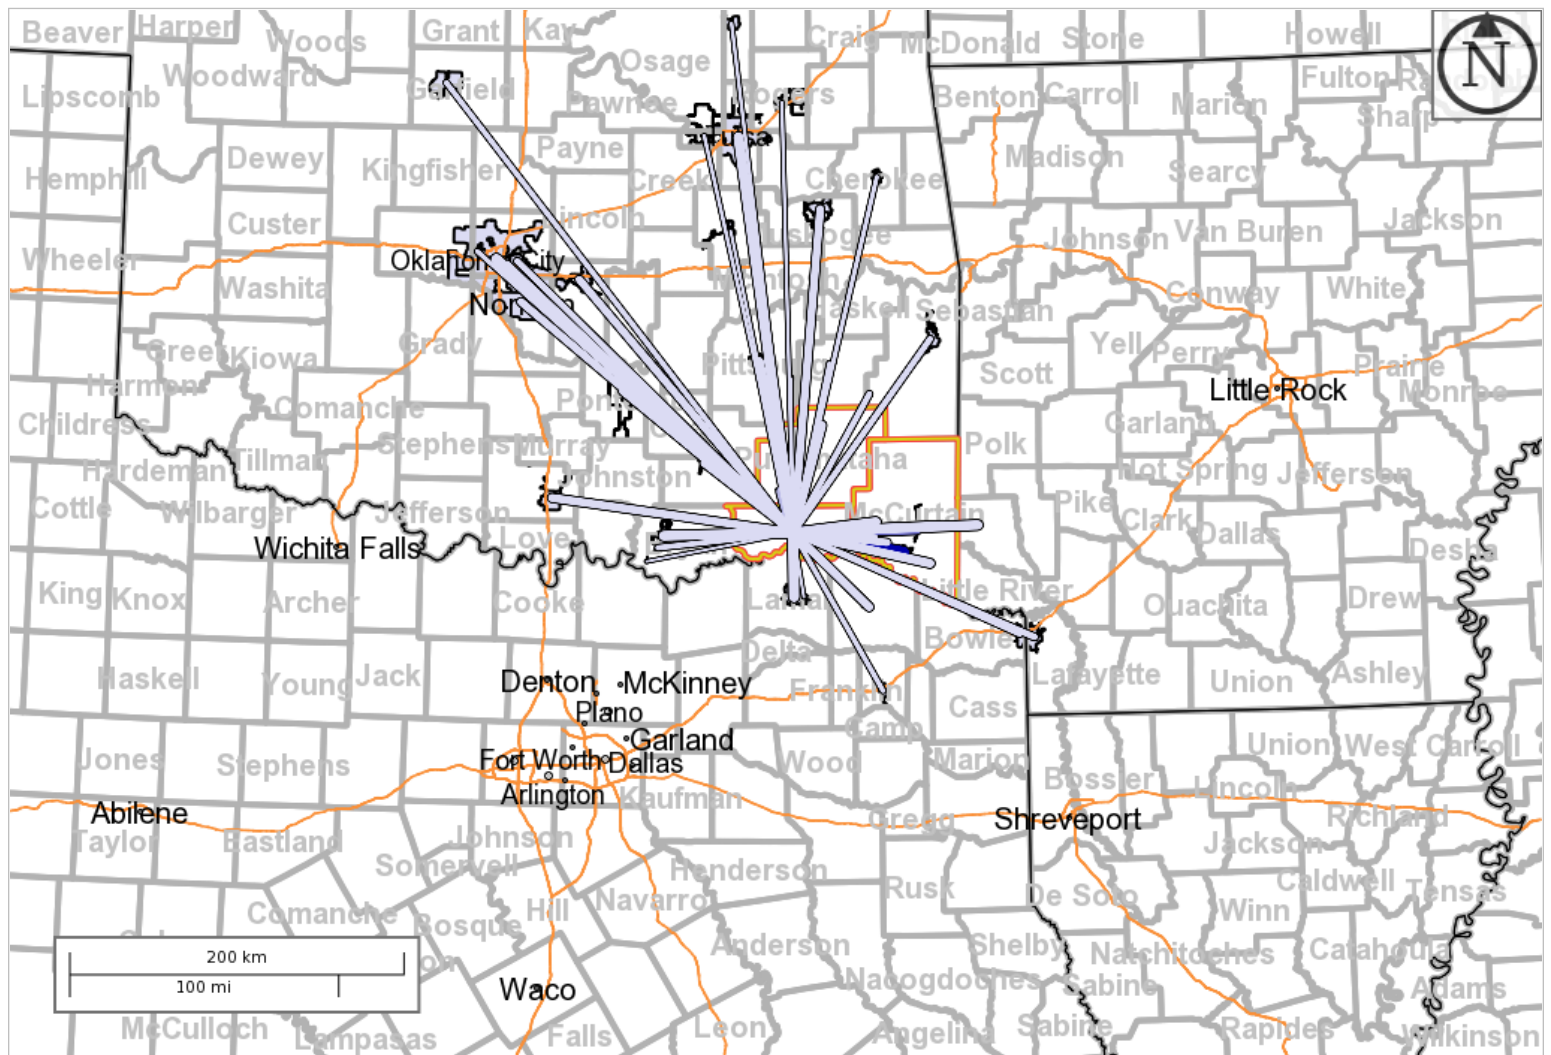 Beaver
Harper
Woods
Grant
Kay
Craig
McDonald
Stone
Howell
N
Lipscomb
Woodward
Garfield
Osage
Pawnee
Rogers
Benton
Carroll
Marion
Fulton
Sharp
Hemphill
Dewey
Kingfisher
Payne
Creek
Cherokee
Madison
Searcy
Custer
Lincoln
Muskogee
Johnson
Van Buren
Jackson
Wheeler
Washita
Oklahoma City
McIntosh
Haskell
Sebastian
Conway
White
Greer
Kiowa
Grady
Pittsburg
Scott
Yell
Perry
Prairie
Harmon
Little Rock
Monroe
Childress
Comanche
Garland
Stephens
Murray
Polk
Hardeman
Tillman
Johnston
Pushmataha
Hot Spring
Jefferson
Cottle
Wilbarger
Jefferson
McCurtain
Pike
Clark
Dallas
Wichita Falls
Love
Desha
King
Knox
Archer
Cooke
Lamar
Little River
Ouachita
Drew
Haskell
Young
Jack
Denton
McKinney
Delta
Bowie
Lafayette
Union
Ashley
Plano
Franklin
Cass
Camp
Jones
Stephens
Fort Worth
Garland
Dallas
Wood
Marion
Union
West Carroll
Arlington
Kaufman
Bossier
Lincoln
Abilene
Gregg
Shreveport
Richland
Taylor
Eastland
Johnson
Somervell
Jackson
Henderson
Rusk
De Soto
Caldwell
Tensas
Comanche
Bosque
Hill
Navarro
Winn
Anderson
Shelby
Natchitoches
Catahoula
200 km
100 mi
Waco
Nacogdoches
Sabine
Adams
McCulloch
Lampasas
Falls
Leon
Angelina
Sabine
Rapides
Wilkinson